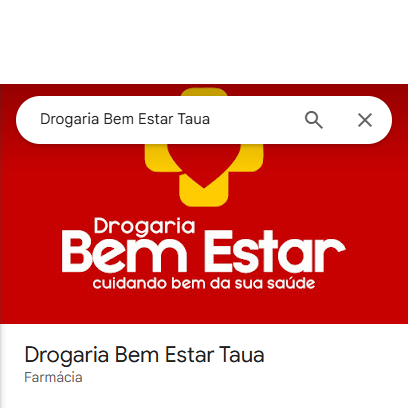 Drogaria Bem Estar Taua
Drogaria
Bem Estar
cuidando bem da sua saúde
Drogaria Bem Estar Taua
Farmácia